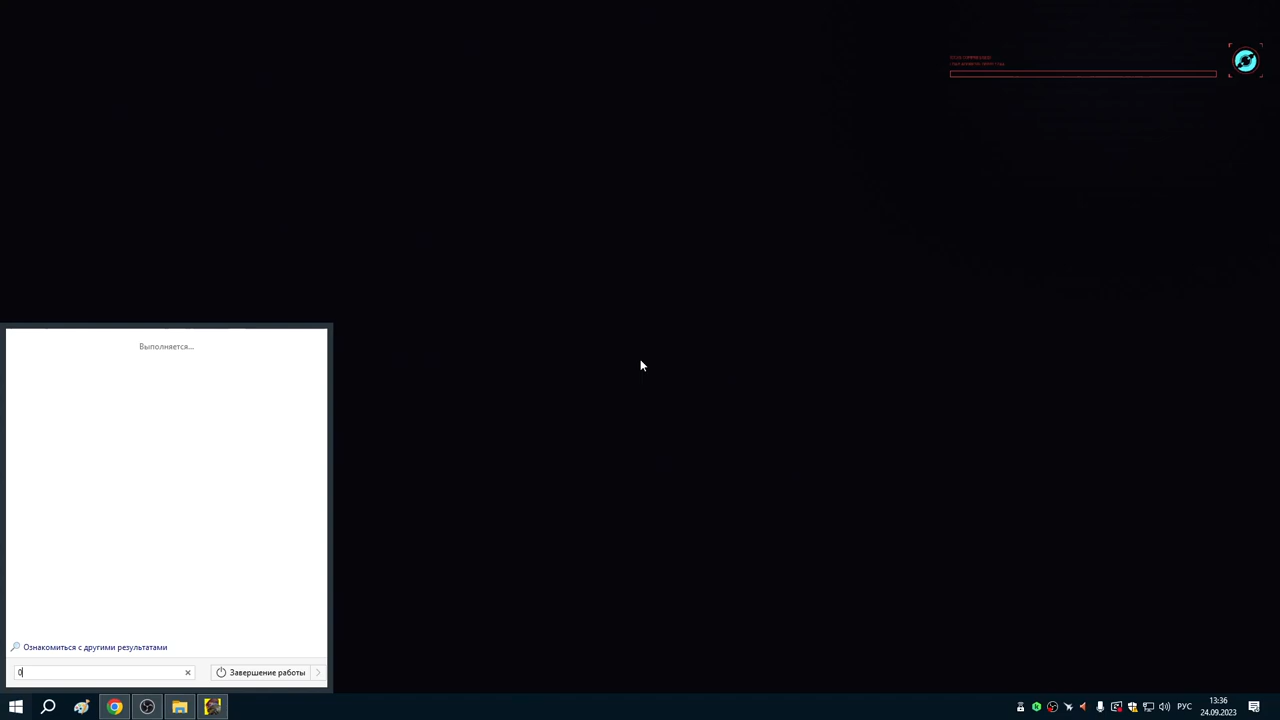 Выполняется...
Ознакомиться с другими результатами
0
Завершение работы
РУС
13:36
24.09.2023